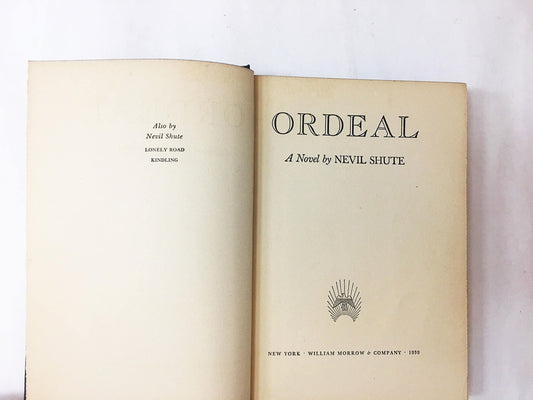 Also by
Nevil Shute
LONELY ROAD
KINDLING
ORDEAL
A Novel by NEVIL SHUTE
NEW YORK · WILLIAM MORROW & COMPANY · 1939